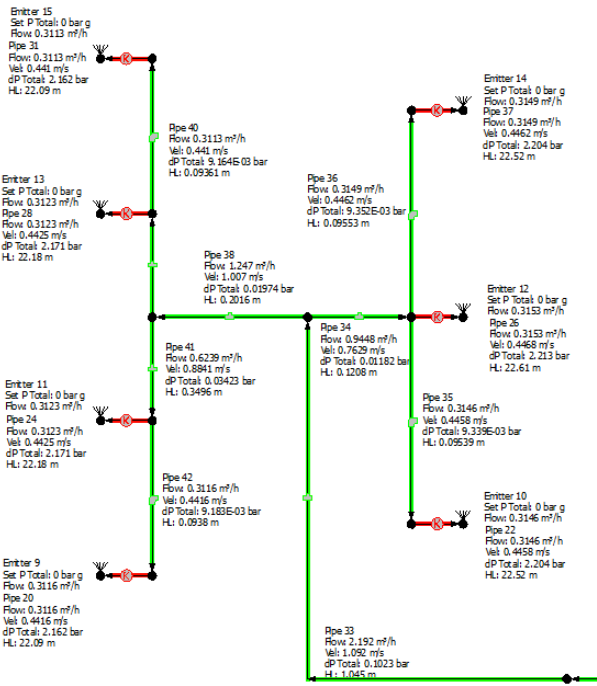 Emitter 15
Set P Total: 0 bar g
Flow: 0.3113 m³/h
Pipe 31
Flow: 0.3113 m³/h
Vel: 0.441 m/s
dP Total: 2.162 bar
HL: 22.09 m
Emitter 14
Set P Total: 0 bar g
Flow: 0.3149 m³/h
Pipe 37
Flow: 0.3149 m³/h
Vel: 0.4462 m/s
dP Total: 2.204 bar
HL: 22.52 m
Pipe 40
Flow: 0.3113 m³/h
Vel: 0.441 m/s
dP Total: 9.164E-03 bar
HL: 0.09361 m
Pipe 36
Flow: 0.3149 m³/h
Vel: 0.4462 m/s
dP Total: 9.352E-03 bar
HL: 0.09553 m
Emitter 13
Set P Total: 0 bar g
Flow: 0.3123 m³/h
Pipe 28
Flow: 0.3123 m³/h
Vel: 0.4425 m/s
dP Total: 2.171 bar
HL: 22.18 m
Pipe 38
Flow: 1.247 m³/h
Vel: 1.007 m/s
dP Total: 0.01974 bar
HL: 0.2016 m
Emitter 12
Set P Total: 0 bar g
Flow: 0.3153 m³/h
Pipe 26
Flow: 0.3153 m³/h
Vel: 0.4468 m/s
dP Total: 2.213 bar
HL: 22.61 m
Pipe 41
Flow: 0.6239 m³/h
Vel: 0.8841 m/s
dP Total: 0.03423 bar
HL: 0.3496 m
Pipe 34
Flow: 0.9448 m³/h
Vel: 0.7629 m/s
dP Total: 0.01182 bar
HL: 0.1208 m
Emitter 11
Set P Total: 0 bar g
Flow: 0.3123 m³/h
Pipe 24
Flow: 0.3123 m³/h
Vel: 0.4425 m/s
dP Total: 2.171 bar
HL: 22.18 m
Pipe 35
Flow: 0.3146 m³/h
Vel: 0.4458 m/s
dP Total: 9.339E-03 bar
HL: 0.09539 m
Pipe 42
Flow: 0.3116 m³/h
Vel: 0.4416 m/s
dP Total: 9.183E-03 bar
HL: 0.0938 m
Emitter 10
Set P Total: 0 bar g
Flow: 0.3146 m³/h
Pipe 22
Flow: 0.3146 m³/h
Vel: 0.4458 m/s
dP Total: 2.204 bar
HL: 22.52 m
Emitter 9
Set P Total: 0 bar g
Flow: 0.3116 m³/h
Pipe 20
Flow: 0.3116 m³/h
Vel: 0.4416 m/s
dP Total: 2.162 bar
HL: 22.09 m
Pipe 33
Flow: 2.192 m³/h
Vel: 1.092 m/s
dP Total: 0.1023 bar
HL: 1.045 m
K
K
K
K
K
K
K